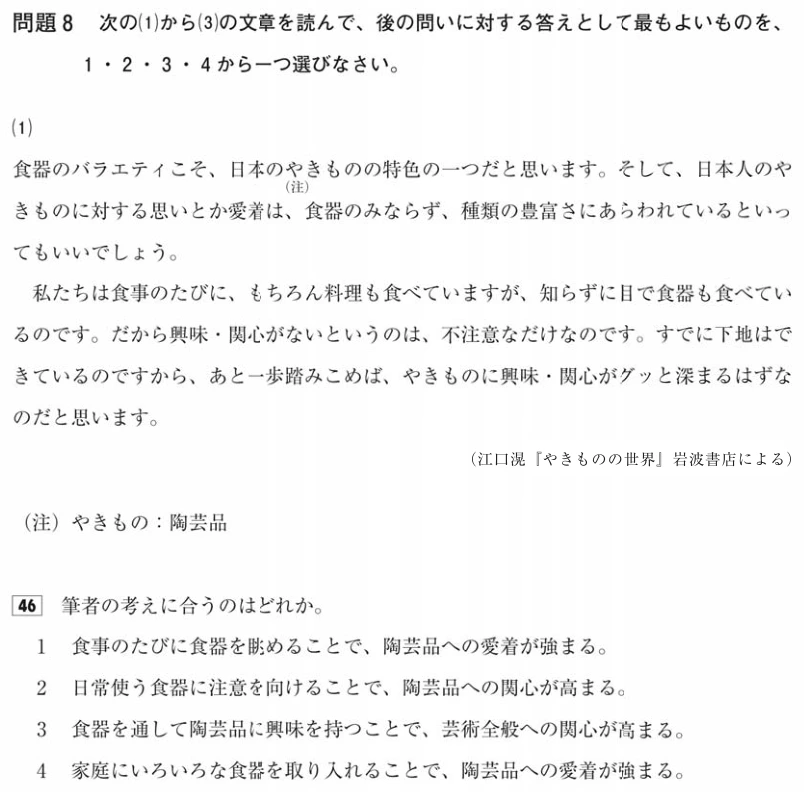 問題8　次の(1)から(3)の文章を読んで、後の問いに対する答えとして最もよいものを、
1・2・3・4から一つ選びなさい。
(1)
食器のバラエティこそ、日本のやきものの特色の一つだと思います。そして、日本人のや
(注)
きものに対する思いとか愛着は、食器のみならず、種類の豊富さにあらわれているといっ
てもいいでしょう。
私たちは食事のたびに、もちろん料理も食べていますが、知らずに目で食器も食べてい
るのです。だから興味・関心がないというのは、不注意なだけなのです。すでに下地はで
きているのですから、あと一歩踏みこめば、やきものに興味・関心がグッと深まるはずな
のだと思います。
（江口滉『やきものの世界』岩波書店による）
（注）やきもの：陶芸品
46　筆者の考えに合うのはどれか。
1　食事のたびに食器を眺めることで、陶芸品への愛着が強まる。
2　日常使う食器に注意を向けることで、陶芸品への関心が高まる。
3　食器を通して陶芸品に興味を持つことで、芸術全般への関心が高まる。
4　家庭にいろいろな食器を取り入れることで、陶芸品への愛着が強まる。